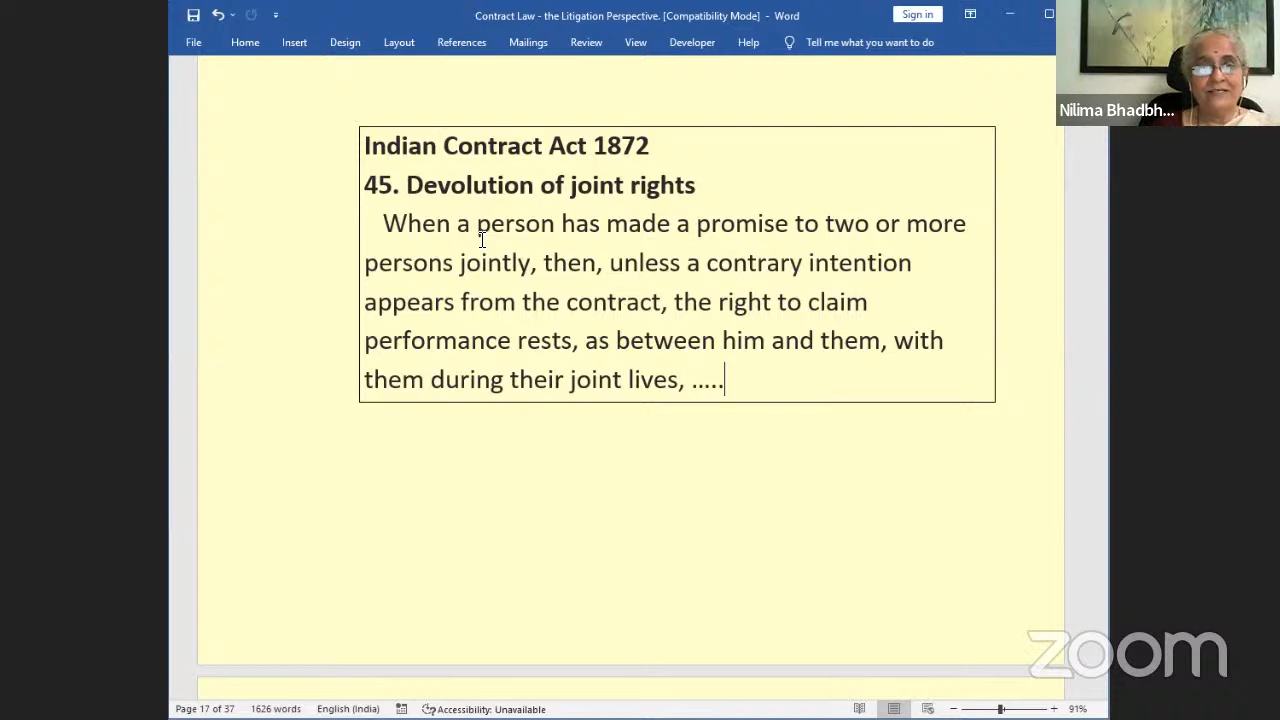 Contract Law - the Litigation Perspective. [Compatibility Mode] - Word
Sign in
File Home Insert Design Layout References Mailings Review View Developer Help Tell me what you want to do
Nilima Bhadbh...
Indian Contract Act 1872
45. Devolution of joint rights
When a person has made a promise to two or more
persons jointly, then, unless a contrary intention
appears from the contract, the right to claim
performance rests, as between him and them, with
them during their joint lives, .....
zoom
Page 17 of 37 1626 words English (India) Accessibility: Unavailable 91%